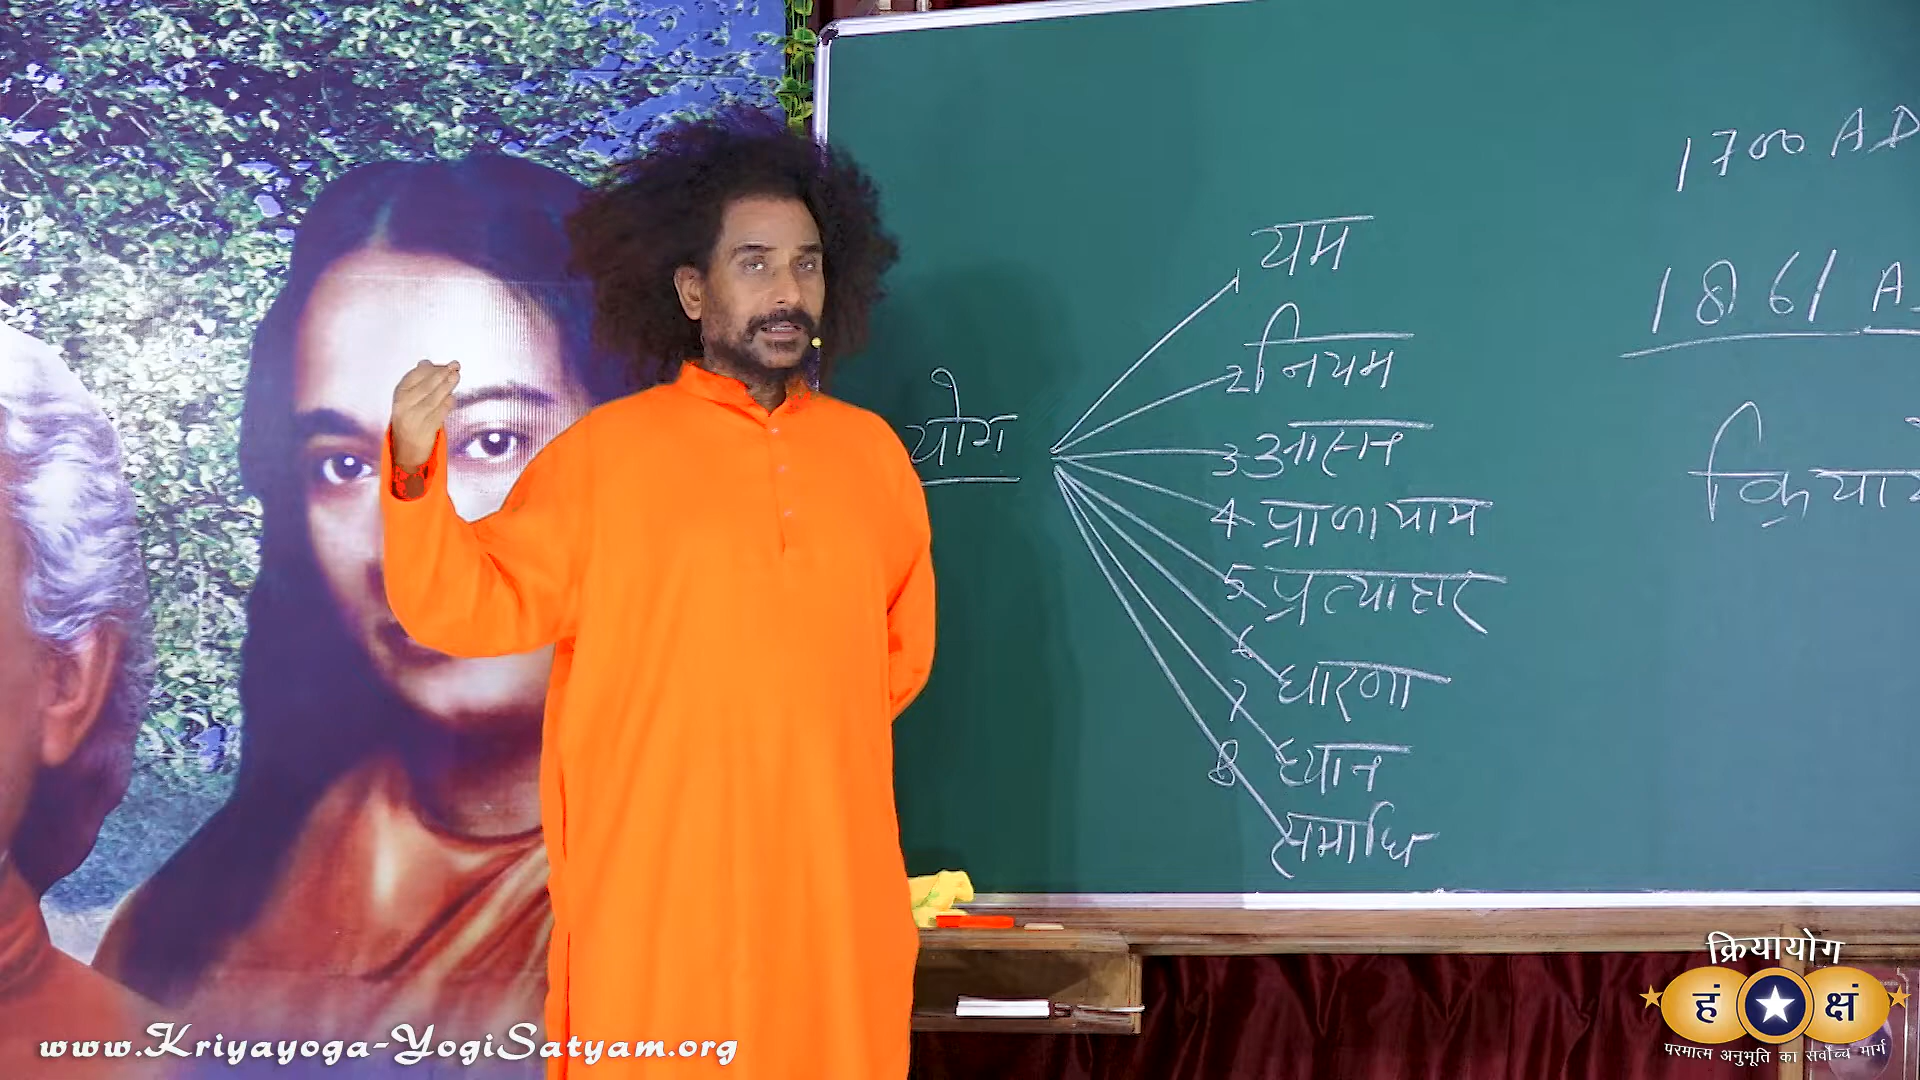 1700 AD
1861 A
योग
1 यम
2 नियम
3 आसन
4 प्राणायाम
5 प्रत्याहार
6 धारणा
7 ध्यान
8 समाधि
क्रियाय
क्रियायोग
हं क्षं
परमात्म अनुभूति का सर्वोच्च मार्ग
www.Kriyayoga-YogiSatyam.org